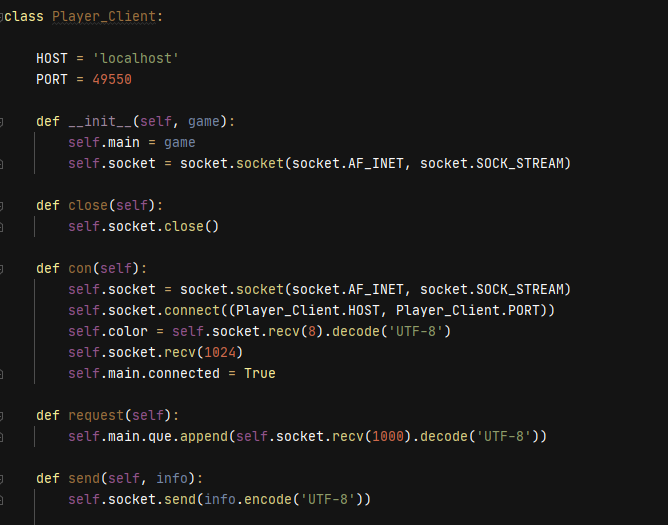 class Player_Client:
HOST = 'localhost'
PORT = 49550
def __init__(self, game):
self.main = game
self.socket = socket.socket(socket.AF_INET, socket.SOCK_STREAM)
def close(self):
self.socket.close()
def con(self):
self.socket = socket.socket(socket.AF_INET, socket.SOCK_STREAM)
self.socket.connect((Player_Client.HOST, Player_Client.PORT))
self.color = self.socket.recv(8).decode('UTF-8')
self.socket.recv(1024)
self.main.connected = True
def request(self):
self.main.que.append(self.socket.recv(1000).decode('UTF-8'))
def send(self, info):
self.socket.send(info.encode('UTF-8'))